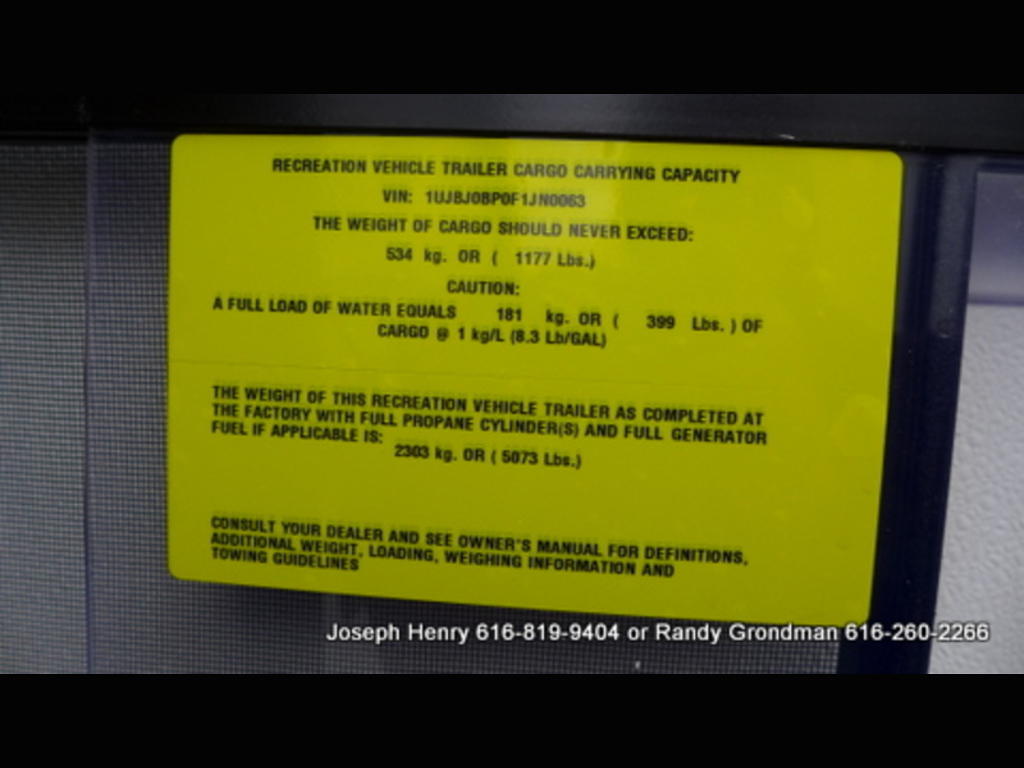 RECREATION VEHICLE TRAILER CARGO CARRYING CAPACITY
VIN: 1UJBJ0BP0F1JN0063
THE WEIGHT OF CARGO SHOULD NEVER EXCEED:
534 kg. OR ( 1177 Lbs.)
CAUTION:
A FULL LOAD OF WATER EQUALS 181 kg. OR ( 399 Lbs. ) OF
CARGO @ 1 kg/L (8.3 Lb/GAL)
THE WEIGHT OF THIS RECREATION VEHICLE TRAILER AS COMPLETED AT
THE FACTORY WITH FULL PROPANE CYLINDER(S) AND FULL GENERATOR
FUEL IF APPLICABLE IS:
2303 kg. OR ( 5073 Lbs.)
CONSULT YOUR DEALER AND SEE OWNER'S MANUAL FOR DEFINITIONS,
ADDITIONAL WEIGHT, LOADING, WEIGHING INFORMATION AND
TOWING GUIDELINES
Joseph Henry 616-819-9404 or Randy Grondman 616-260-2266